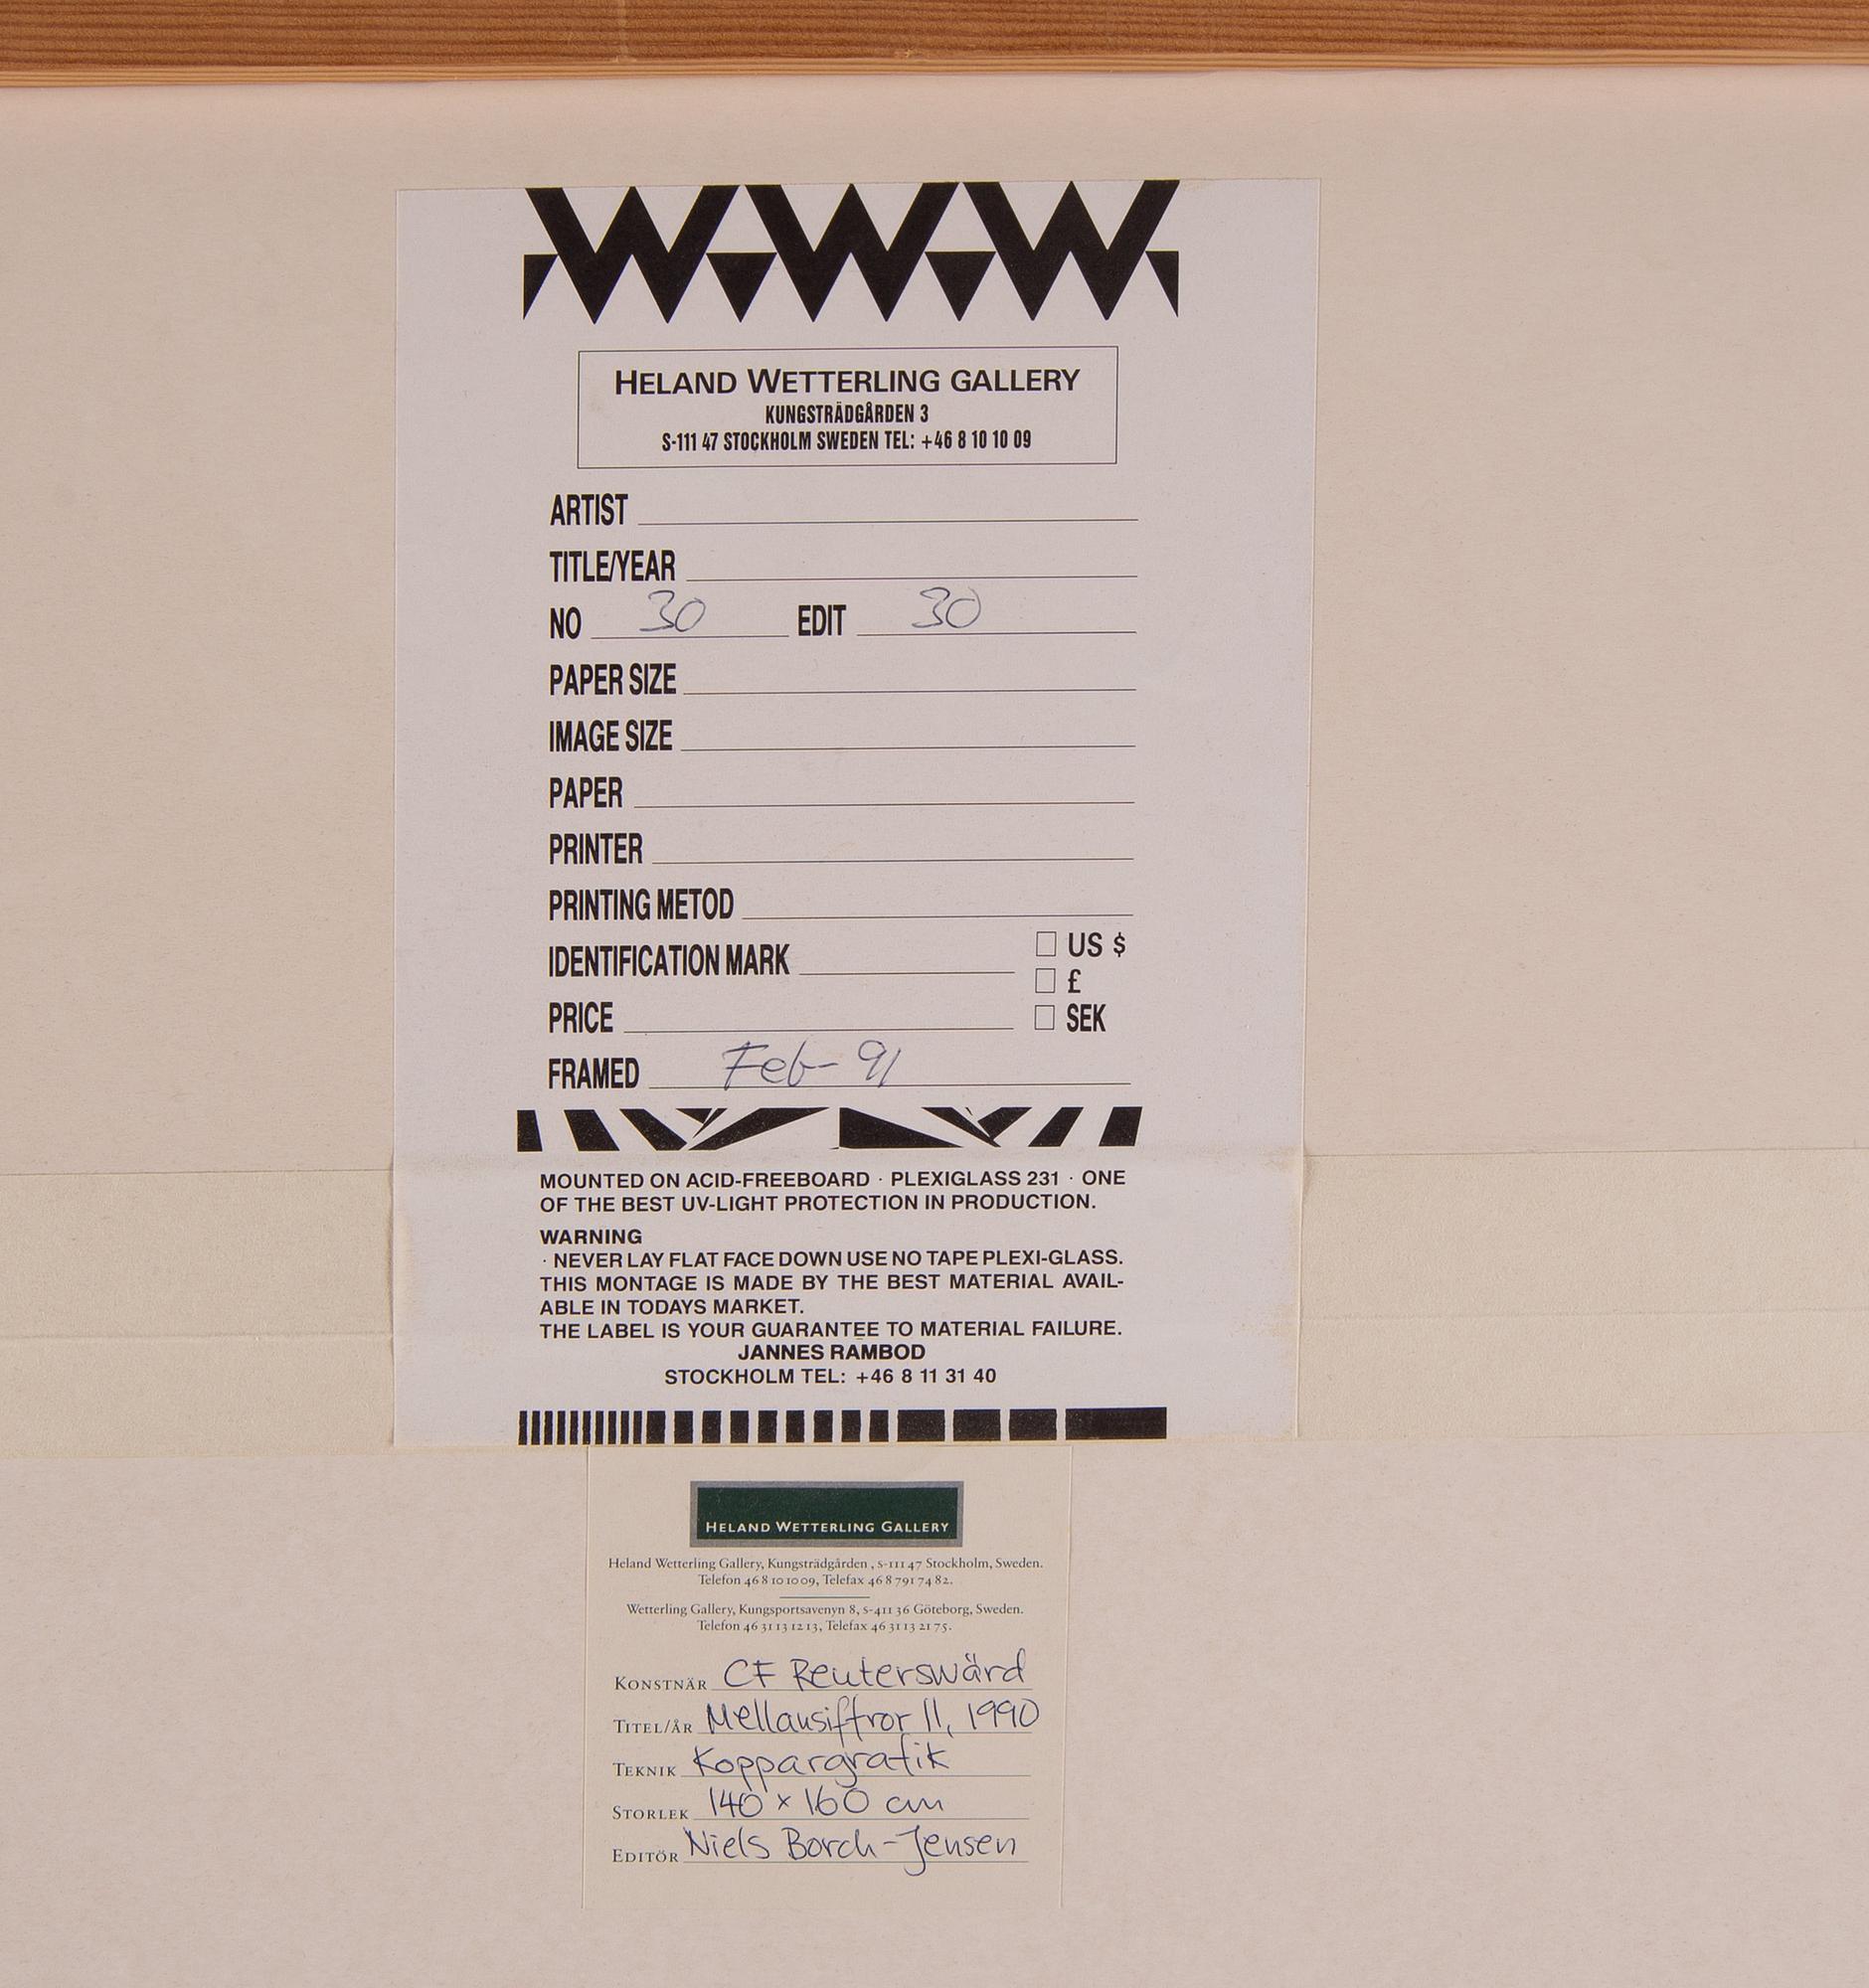 WWW
HELAND WETTERLING GALLERY
KUNGSTRÄDGÅRDEN 3
S-111 47 STOCKHOLM SWEDEN TEL: +46 8 10 10 09
ARTIST
TITLE/YEAR
NO 30 EDIT 30
PAPER SIZE
IMAGE SIZE
PAPER
PRINTER
PRINTING METOD
IDENTIFICATION MARK US $
£
PRICE SEK
FRAMED Feb-91
MOUNTED ON ACID-FREEBOARD · PLEXIGLASS 231 · ONE
OF THE BEST UV-LIGHT PROTECTION IN PRODUCTION.
WARNING
· NEVER LAY FLAT FACE DOWN USE NO TAPE PLEXI-GLASS.
THIS MONTAGE IS MADE BY THE BEST MATERIAL AVAIL-
ABLE IN TODAYS MARKET.
THE LABEL IS YOUR GUARANTEE TO MATERIAL FAILURE.
JANNES RAMBOD
STOCKHOLM TEL: +46 8 11 31 40
HELAND WETTERLING GALLERY
Heland Wetterling Gallery, Kungsträdgården , S-111 47 Stockholm, Sweden.
Telefon 46 8 10 10 09, Telefax 46 8 791 74 82.
Wetterling Gallery, Kungsportsavenyn 8, S-411 36 Göteborg, Sweden.
Telefon 46 31 13 12 13, Telefax 46 31 13 21 75.
KONSTNÄR CF Reuterswärd
TITEL/ÅR Mellansiffror II, 1990
TEKNIK Koppargrafik
STORLEK 140 × 160 cm
EDITÖR Niels Borch-Jensen